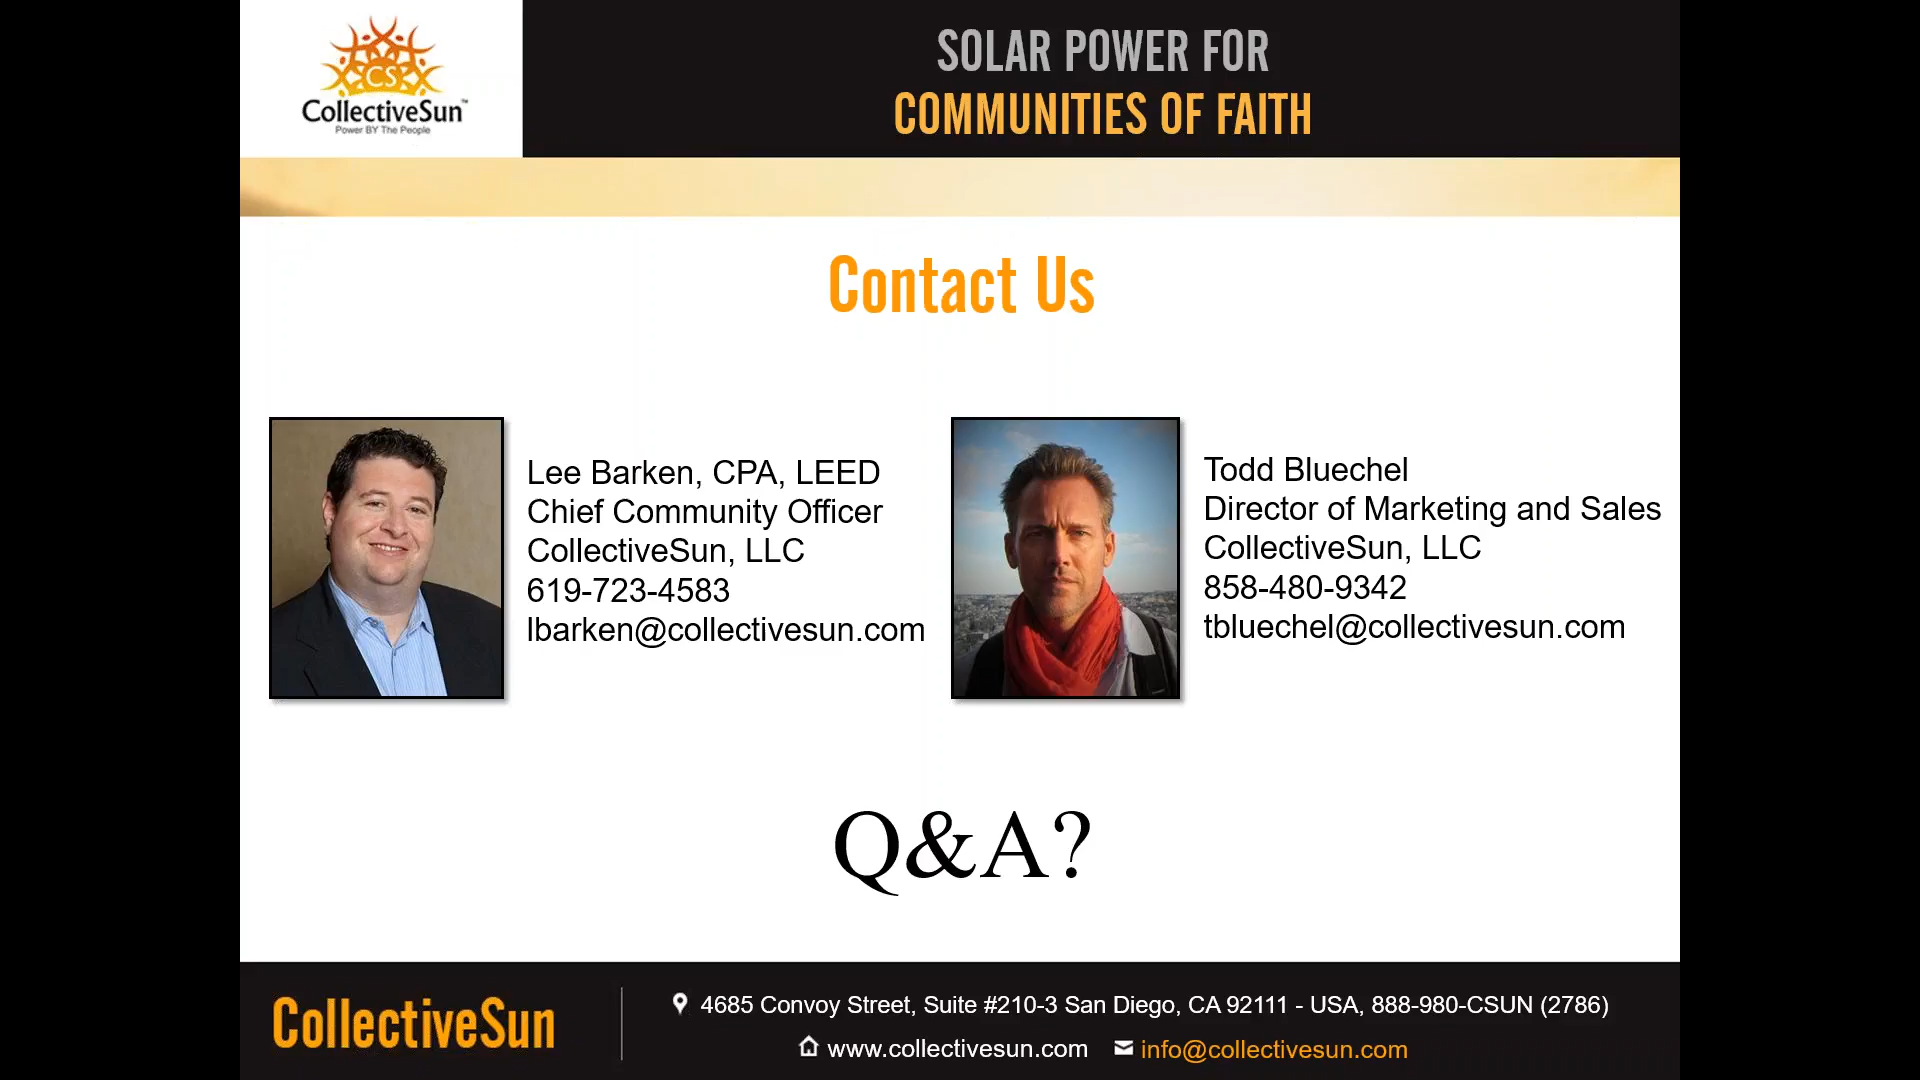 CS
CollectiveSun™
Power BY The People
SOLAR POWER FOR
COMMUNITIES OF FAITH
Contact Us
Lee Barken, CPA, LEED
Chief Community Officer
CollectiveSun, LLC
619-723-4583
lbarken@collectivesun.com
Todd Bluechel
Director of Marketing and Sales
CollectiveSun, LLC
858-480-9342
tbluechel@collectivesun.com
Q&A?
CollectiveSun
4685 Convoy Street, Suite #210-3 San Diego, CA 92111 - USA, 888-980-CSUN (2786)
www.collectivesun.com info@collectivesun.com